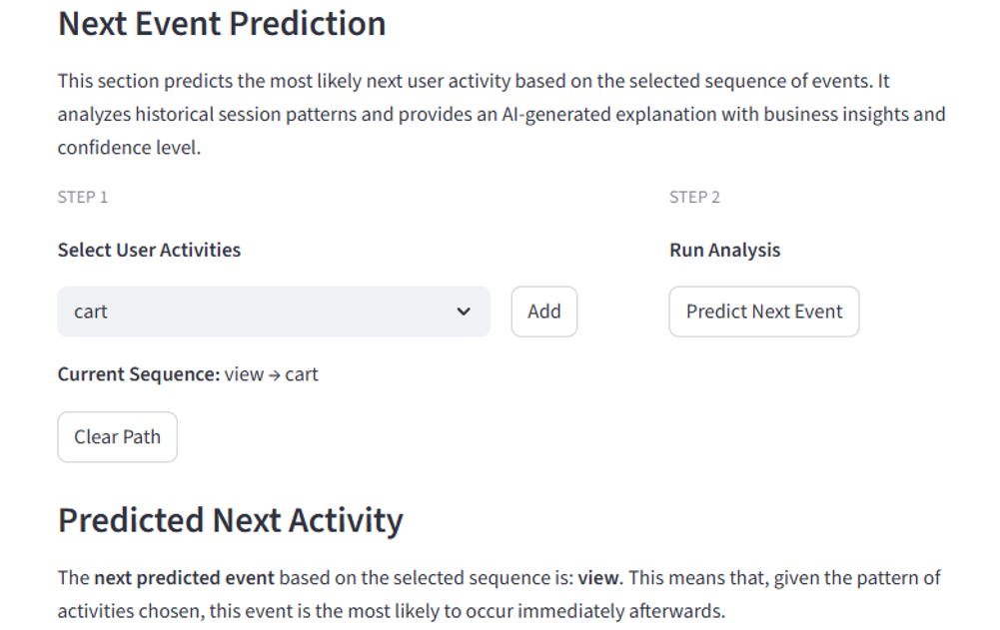 Next Event Prediction
This section predicts the most likely next user activity based on the selected sequence of events. It
analyzes historical session patterns and provides an AI-generated explanation with business insights and
confidence level.
STEP 1
Select User Activities
cart
Add
Current Sequence: view → cart
Clear Path
STEP 2
Run Analysis
Predict Next Event
Predicted Next Activity
The next predicted event based on the selected sequence is: view. This means that, given the pattern of
activities chosen, this event is the most likely to occur immediately afterwards.